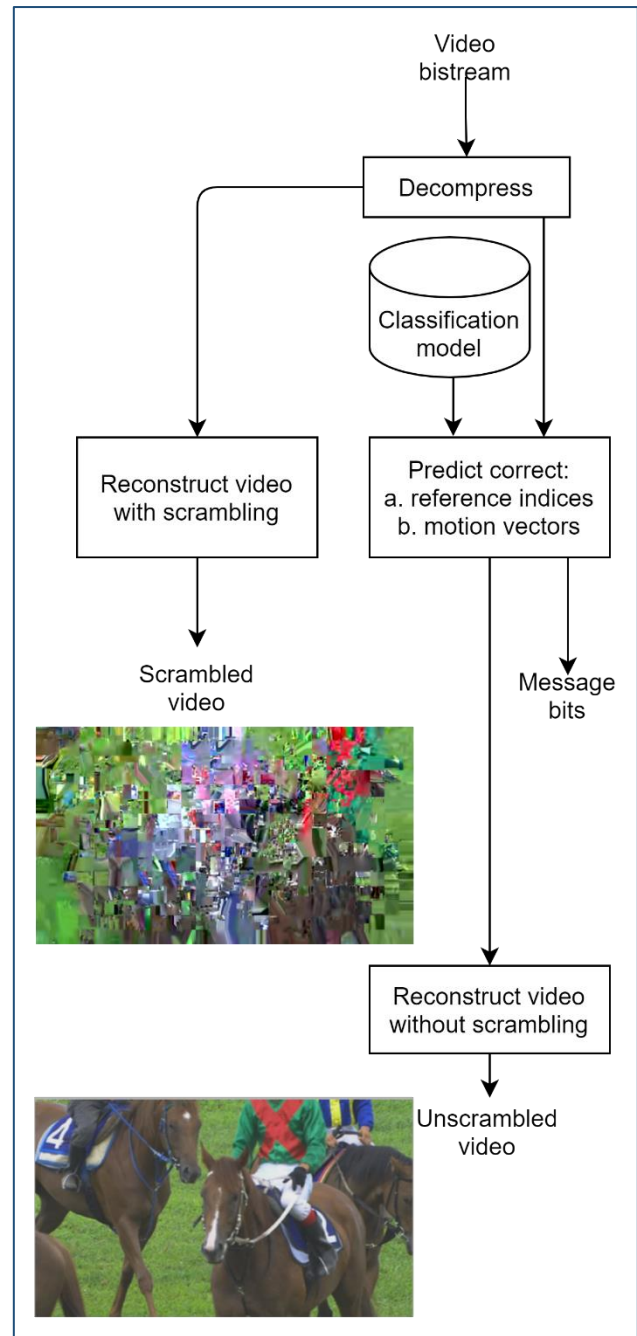 Video
bistream
Decompress
Classification
model
Reconstruct video
with scrambling
Predict correct:
a. reference indices
b. motion vectors
Scrambled
video
Message
bits
Reconstruct video
without scrambling
Unscrambled
video
4